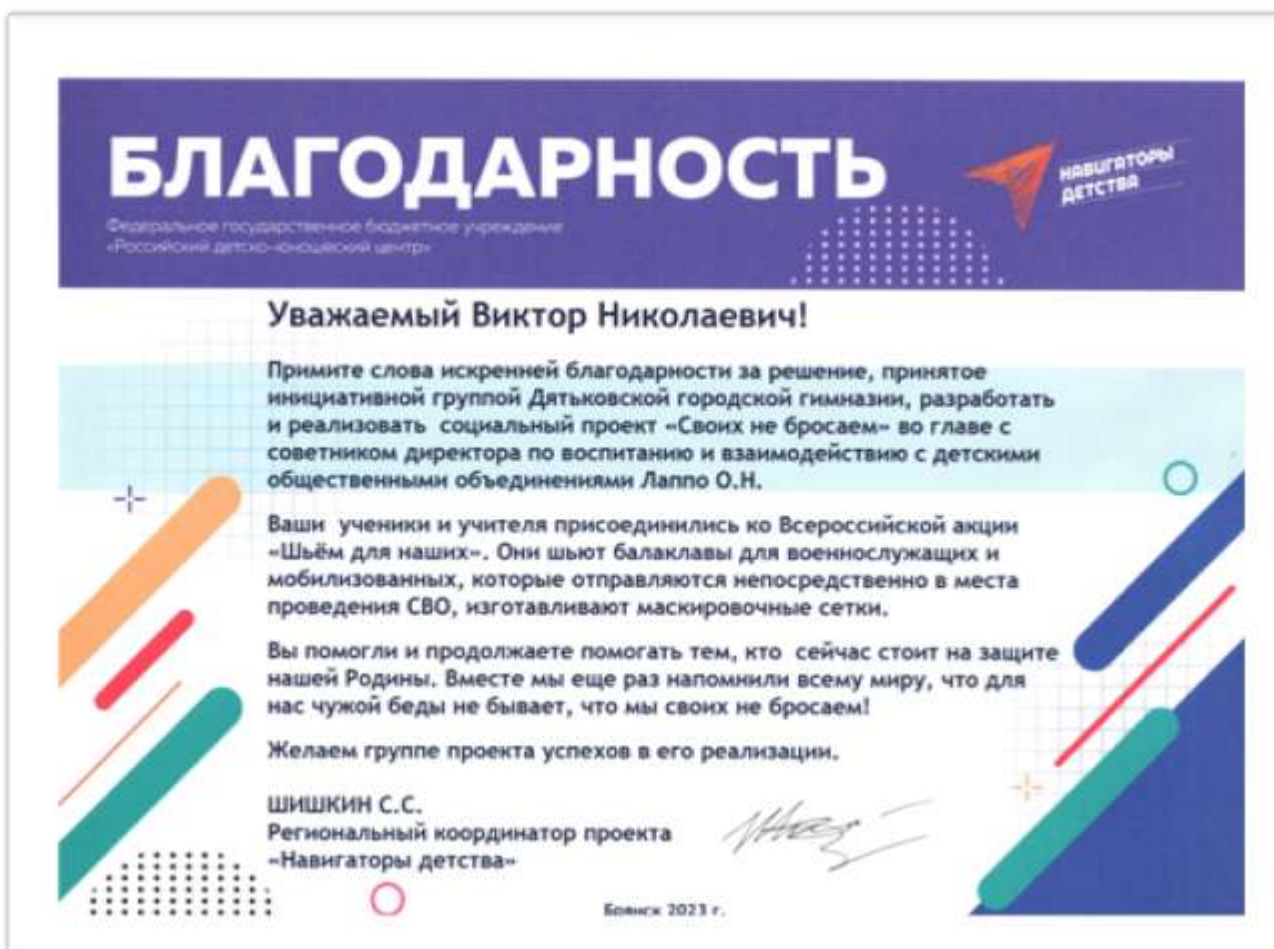 БЛАГОДАРНОСТЬ
НАВИГАТОРЫ
ДЕТСТВА
Федеральное государственное бюджетное учреждение
«Российский детско-юношеский центр»
Уважаемый Виктор Николаевич!
Примите слова искренней благодарности за решение, принятое
инициативной группой Дятьковской городской гимназии, разработать
и реализовать социальный проект «Своих не бросаем» во главе с
советником директора по воспитанию и взаимодействию с детскими
общественными объединениями Лаппо О.Н.
Ваши ученики и учителя присоединились ко Всероссийской акции
«Шьём для наших». Они шьют балаклавы для военнослужащих и
мобилизованных, которые отправляются непосредственно в места
проведения СВО, изготавливают маскировочные сетки.
Вы помогли и продолжаете помогать тем, кто сейчас стоит на защите
нашей Родины. Вместе мы еще раз напомнили всему миру, что для
нас чужой беды не бывает, что мы своих не бросаем!
Желаем группе проекта успехов в его реализации.
ШИШКИН С.С.
Региональный координатор проекта
«Навигаторы детства»
Брянск 2023 г.